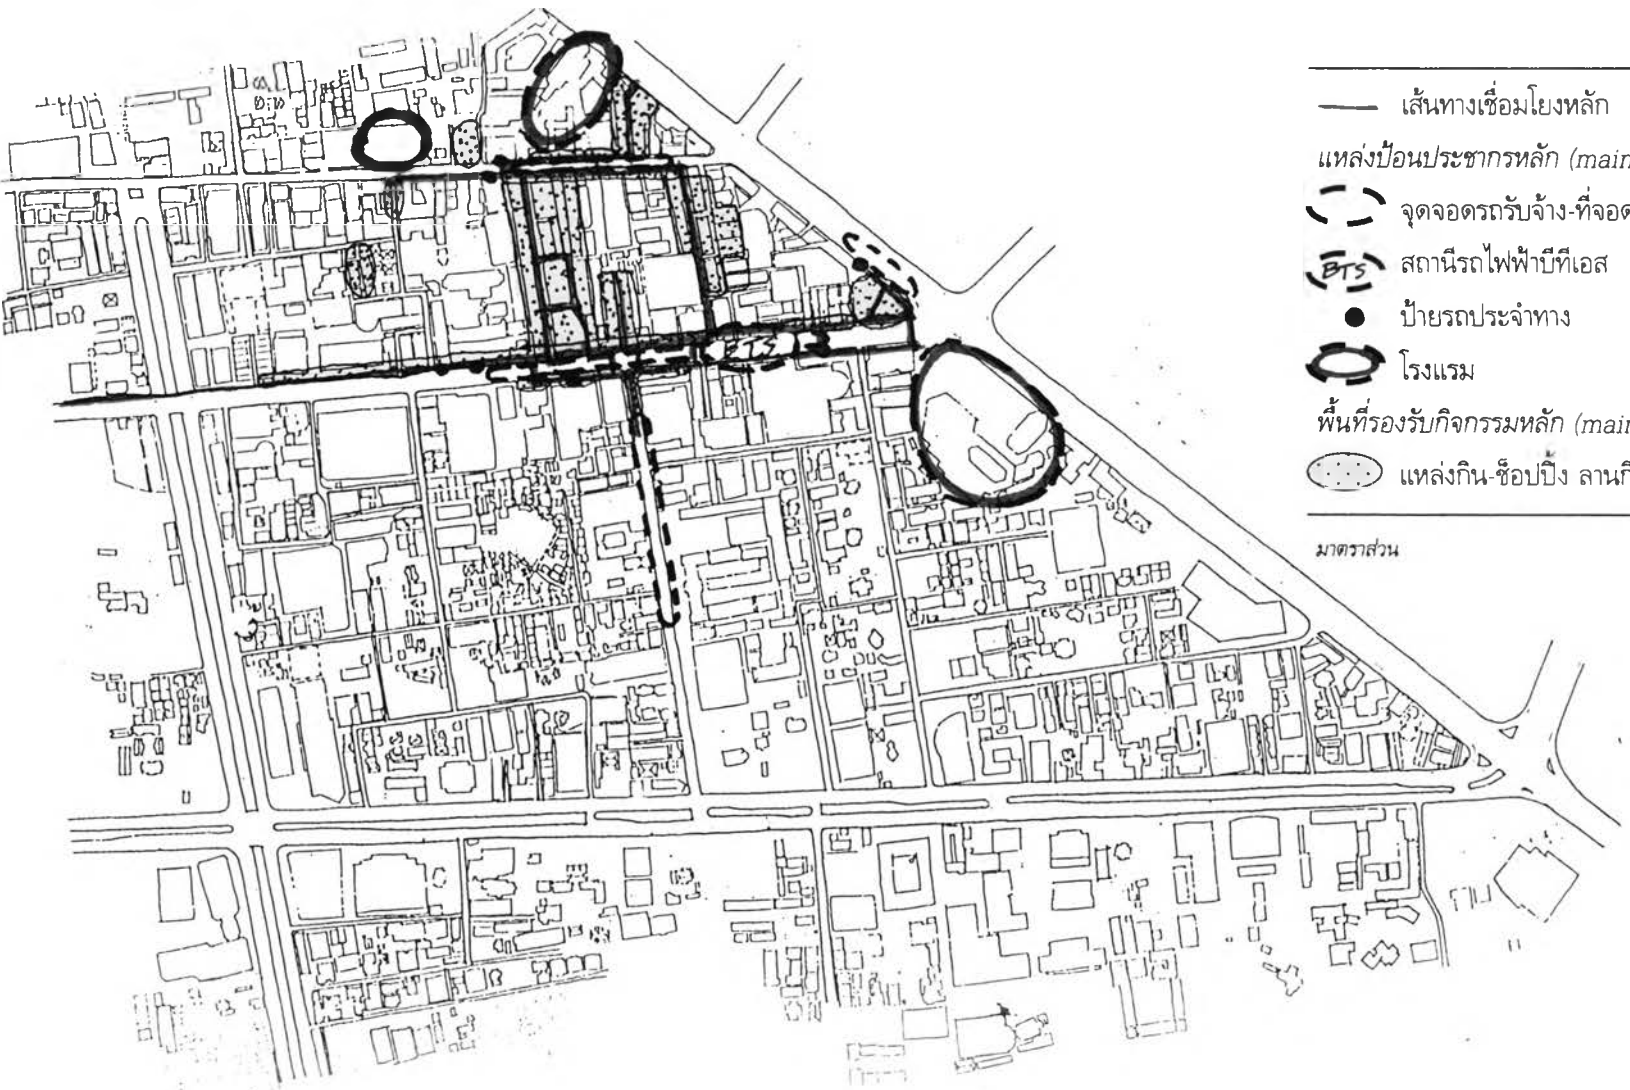 เส้นทางเชื่อมโยงหลัก
แหล่งป้อนประชากรหลัก (main
จุดจอดรถรับจ้าง-ที่จอด
BTS สถานีรถไฟฟ้าบีทีเอส
ป้ายรถประจำทาง
โรงแรม
พื้นที่รองรับกิจกรรมหลัก (main
แหล่งกิน-ช็อปปิ้ง ลานกิ
มาตราส่วน
BTS